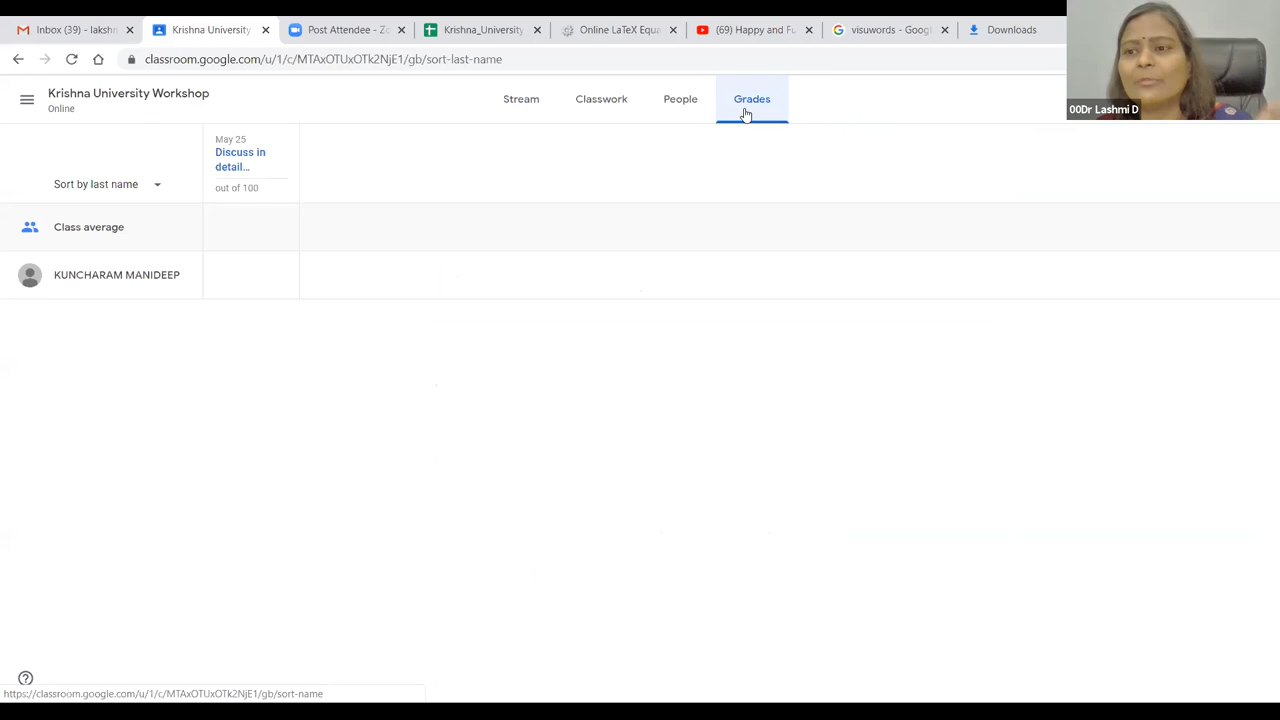 Inbox (39) - lakshm
Krishna University
Post Attendee - Zo
Krishna_University
Online LaTeX Equa
(69) Happy and Fu
visuwords - Googl
Downloads
classroom.google.com/u/1/c/MTAxOTUxOTk2NjE1/gb/sort-last-name
Krishna University Workshop
Online
Stream
Classwork
People
Grades
00Dr Lashmi D
May 25
Discuss in
detail...
out of 100
Sort by last name
Class average
KUNCHARAM MANIDEEP
https://classroom.google.com/u/1/c/MTAxOTUxOTk2NjE1/gb/sort-name